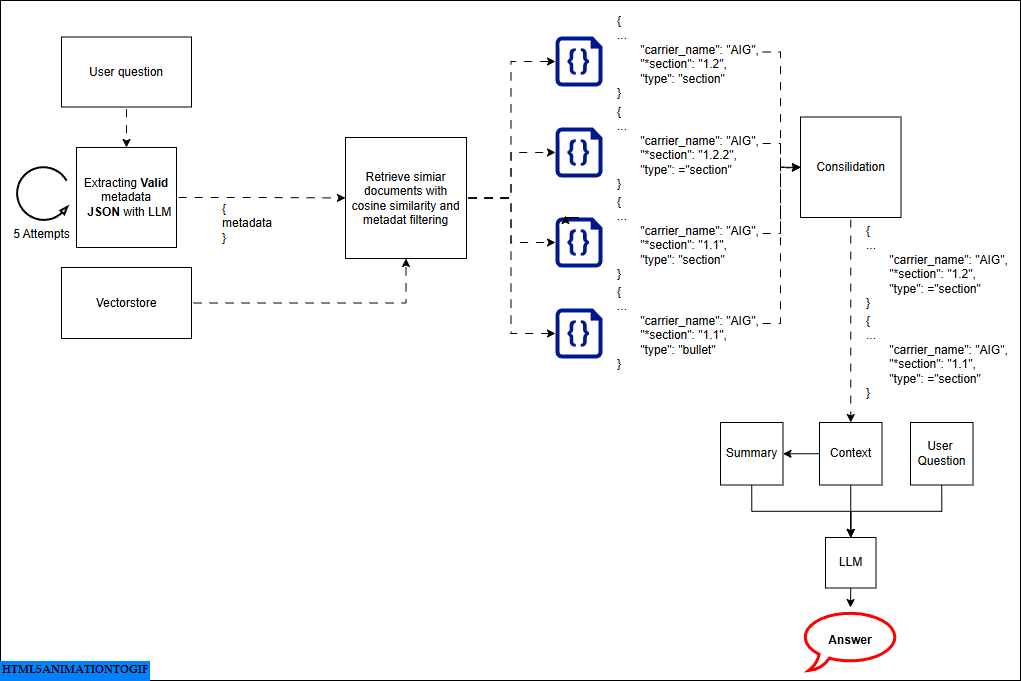 User question
Extracting Valid
metadata
JSON with LLM
5 Attempts
{
metadata
}
Vectorstore
Retrieve simiar
documents with
cosine similarity and
metadat filtering
{
...
"carrier_name": "AIG",
"*section": "1.2",
"type": "section"
}
{
...
"carrier_name": "AIG",
"*section": "1.2.2",
"type": ="section"
}
{
...
"carrier_name": "AIG",
"*section": "1.1",
"type": "section"
}
{
...
"carrier_name": "AIG",
"*section": "1.1",
"type": "bullet"
}
{}
{}
{}
{}
Consilidation
{
...
"carrier_name": "AIG",
"*section": "1.2",
"type": ="section"
}
{
...
"carrier_name": "AIG",
"*section": "1.1",
"type": ="section"
}
Summary
Context
User
Question
LLM
Answer
HTML5ANIMATIONTOGIF